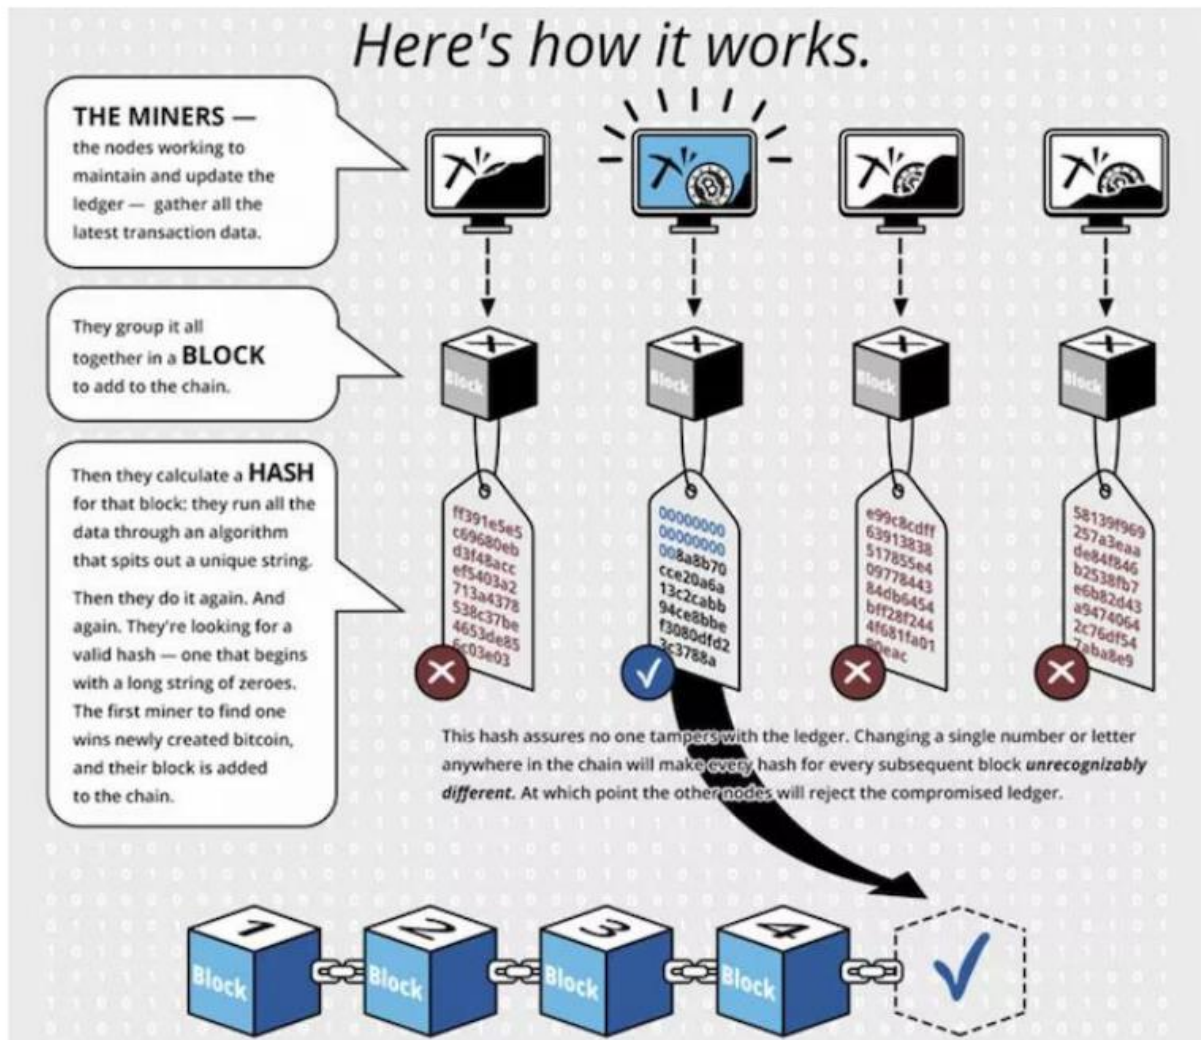 Here's how it works.
THE MINERS —
the nodes working to
maintain and update the
ledger — gather all the
latest transaction data.
They group it all
together in a BLOCK
to add to the chain.
Then they calculate a HASH
for that block: they run all the
data through an algorithm
that spits out a unique string.
Then they do it again. And
again. They're looking for a
valid hash — one that begins
with a long string of zeroes.
The first miner to find one
wins newly created bitcoin,
and their block is added
to the chain.
Block
Block
Block
Block
ff391e5e5
c69680eb
d3f48acc
ef5403a2
713a4378
538c37be
4653de85
00000000
00000000
008a8b70
cce20a6a
13c2cabb
94ce8bbe
f3080dfd2
3c3788a
e99c8cdff
63913838
517855e4
09778443
84db6454
bff28f244
4f681fa01
58139f969
257a3eaa
de84f846
b2538fb7
e6b82d43
a9474064
2c76df54
7aba8e9
This hash assures no one tampers with the ledger. Changing a single number or letter
anywhere in the chain will make every hash for every subsequent block unrecognizably
different. At which point the other nodes will reject the compromised ledger.
1 2 3 4
Block Block Block Block